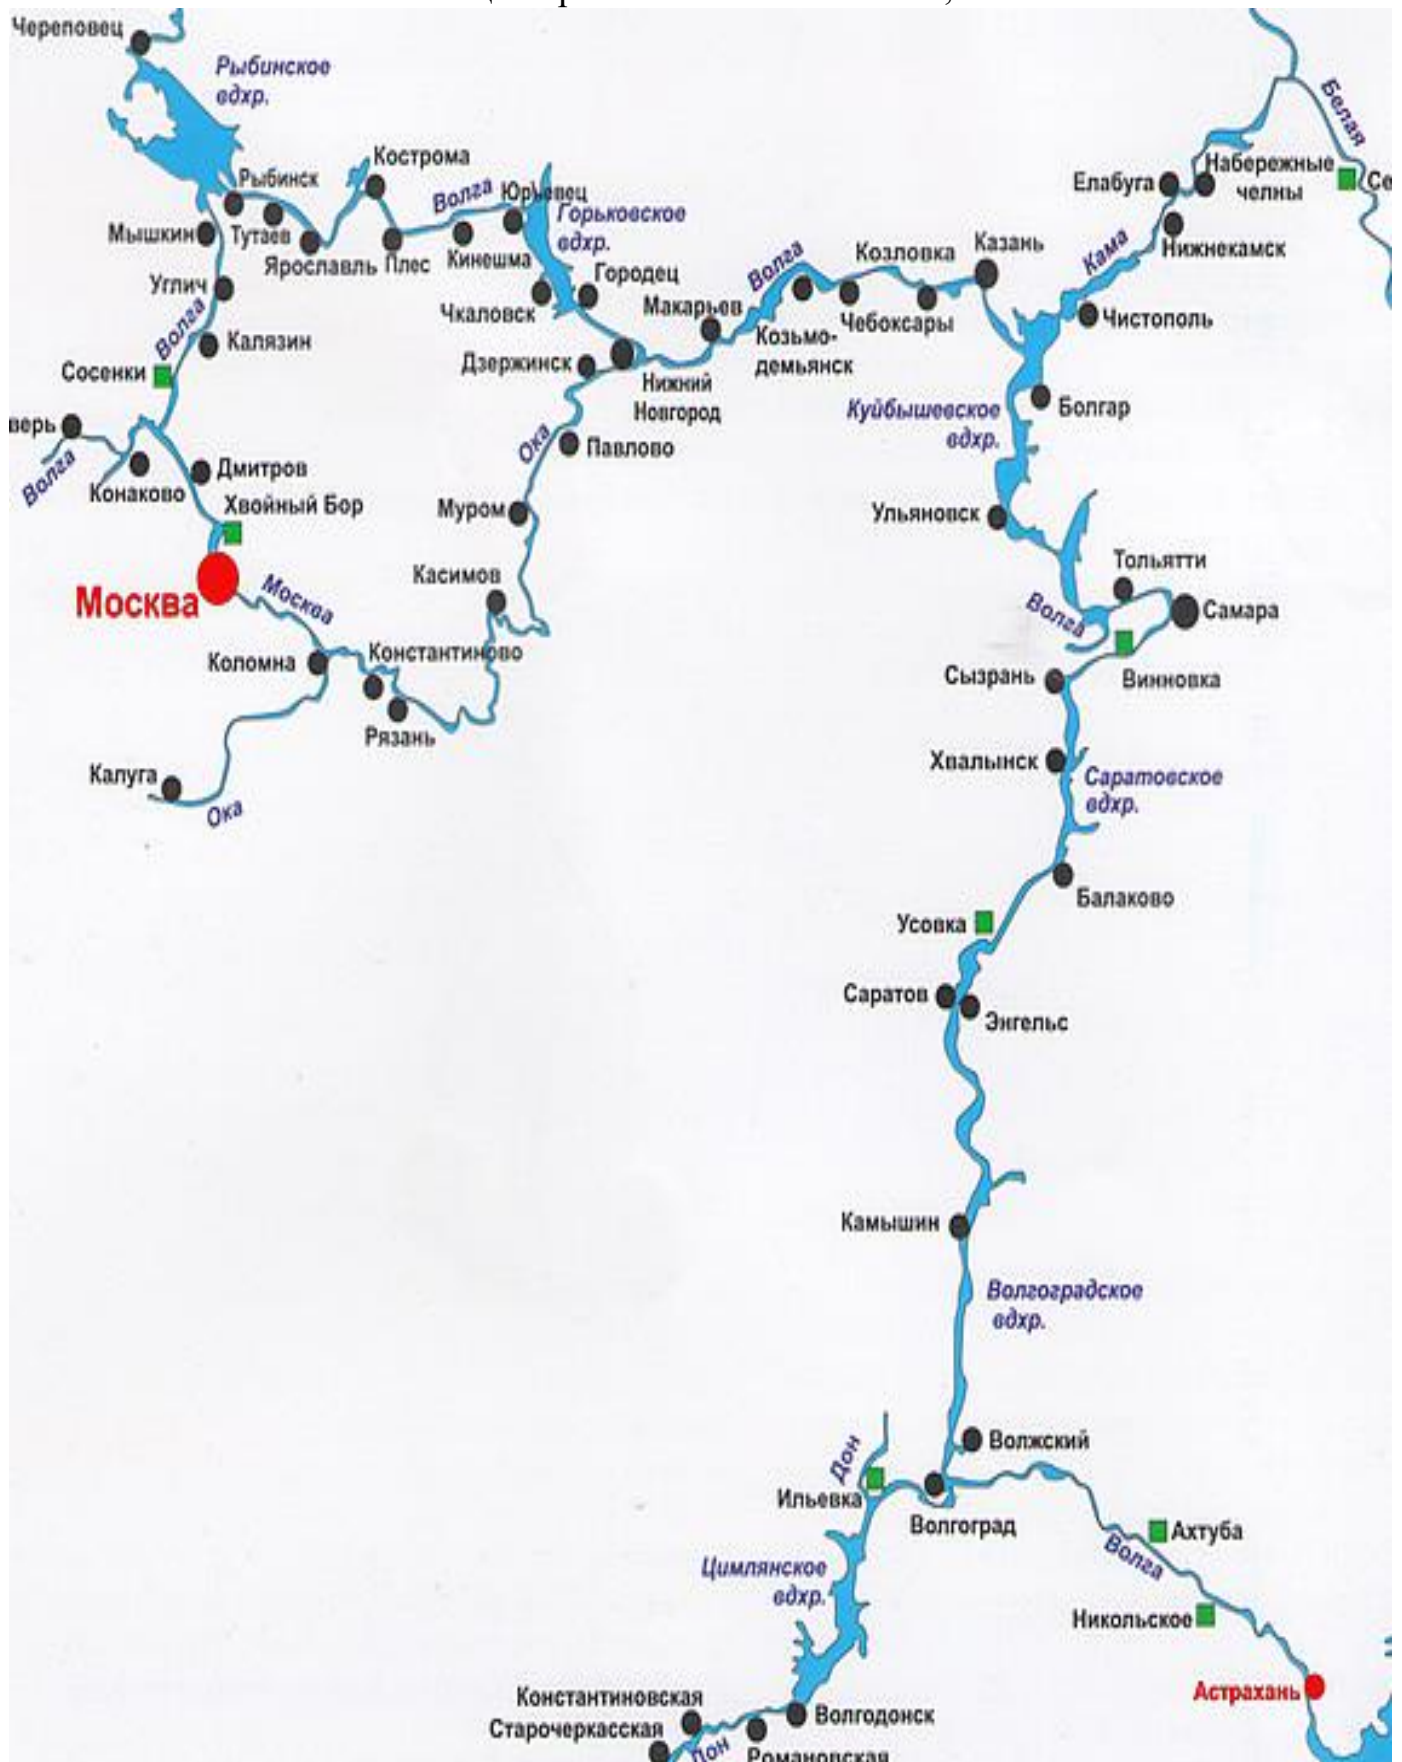 Череповец
Рыбинское
вдхр.
Белая
Кострома
Рыбинск
Волга
Юрьевец
Набережные
челны
Елабуга
Се
Горьковское
вдхр.
Мышкин
Тутаев
Ярославль
Плес
Кинешма
Нижнекамск
Козловка
Казань
Кама
Волга
Углич
Городец
Чкаловск
Макарьев
Чебоксары
Чистополь
Волга
Калязин
Козьмо-
демьянск
Сосенки
Дзержинск
Нижний
Новгород
Куйбышевское
вдхр.
Болгар
верь
Ока
Павлово
Волга
Конаково
Дмитров
Хвойный Бор
Муром
Ульяновск
Касимов
Тольятти
Москва
Москва
Волга
Самара
Коломна
Константиново
Сызрань
Винновка
Рязань
Хвалынск
Саратовское
вдхр.
Калуга
Ока
Балаково
Усовка
Саратов
Энгельс
Камышин
Волгоградское
вдхр.
Дон
Волжский
Ильевка
Волгоград
Ахтуба
Волга
Цимлянское
вдхр.
Никольское
Астрахань
Константиновская
Старочеркасская
Волгодонск
Дон
Романовская